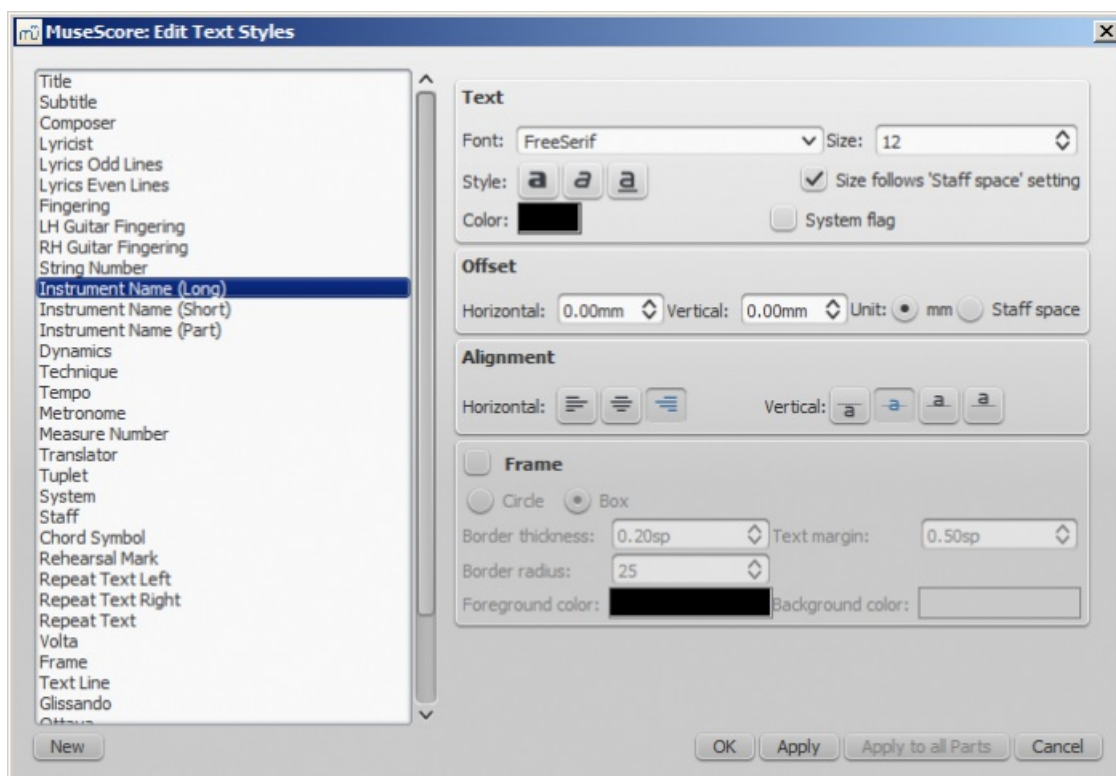 MuseScore: Edit Text Styles
Title
Subtitle
Composer
Lyricist
Lyrics Odd Lines
Lyrics Even Lines
Fingering
LH Guitar Fingering
RH Guitar Fingering
String Number
Instrument Name (Long)
Instrument Name (Short)
Instrument Name (Part)
Dynamics
Technique
Tempo
Metronome
Measure Number
Translator
Tuplet
System
Staff
Chord Symbol
Rehearsal Mark
Repeat Text Left
Repeat Text Right
Repeat Text
Volta
Frame
Text Line
Glissando
Ottava
New
Text
Font: FreeSerif Size: 12
Style: a a a Size follows 'Staff space' setting
Color: System flag
Offset
Horizontal: 0.00mm Vertical: 0.00mm Unit: mm Staff space
Alignment
Horizontal: Vertical: a a a a
Frame
Circle Box
Border thickness: 0.20sp Text margin: 0.50sp
Border radius: 25
Foreground color: Background color:
OK Apply Apply to all Parts Cancel